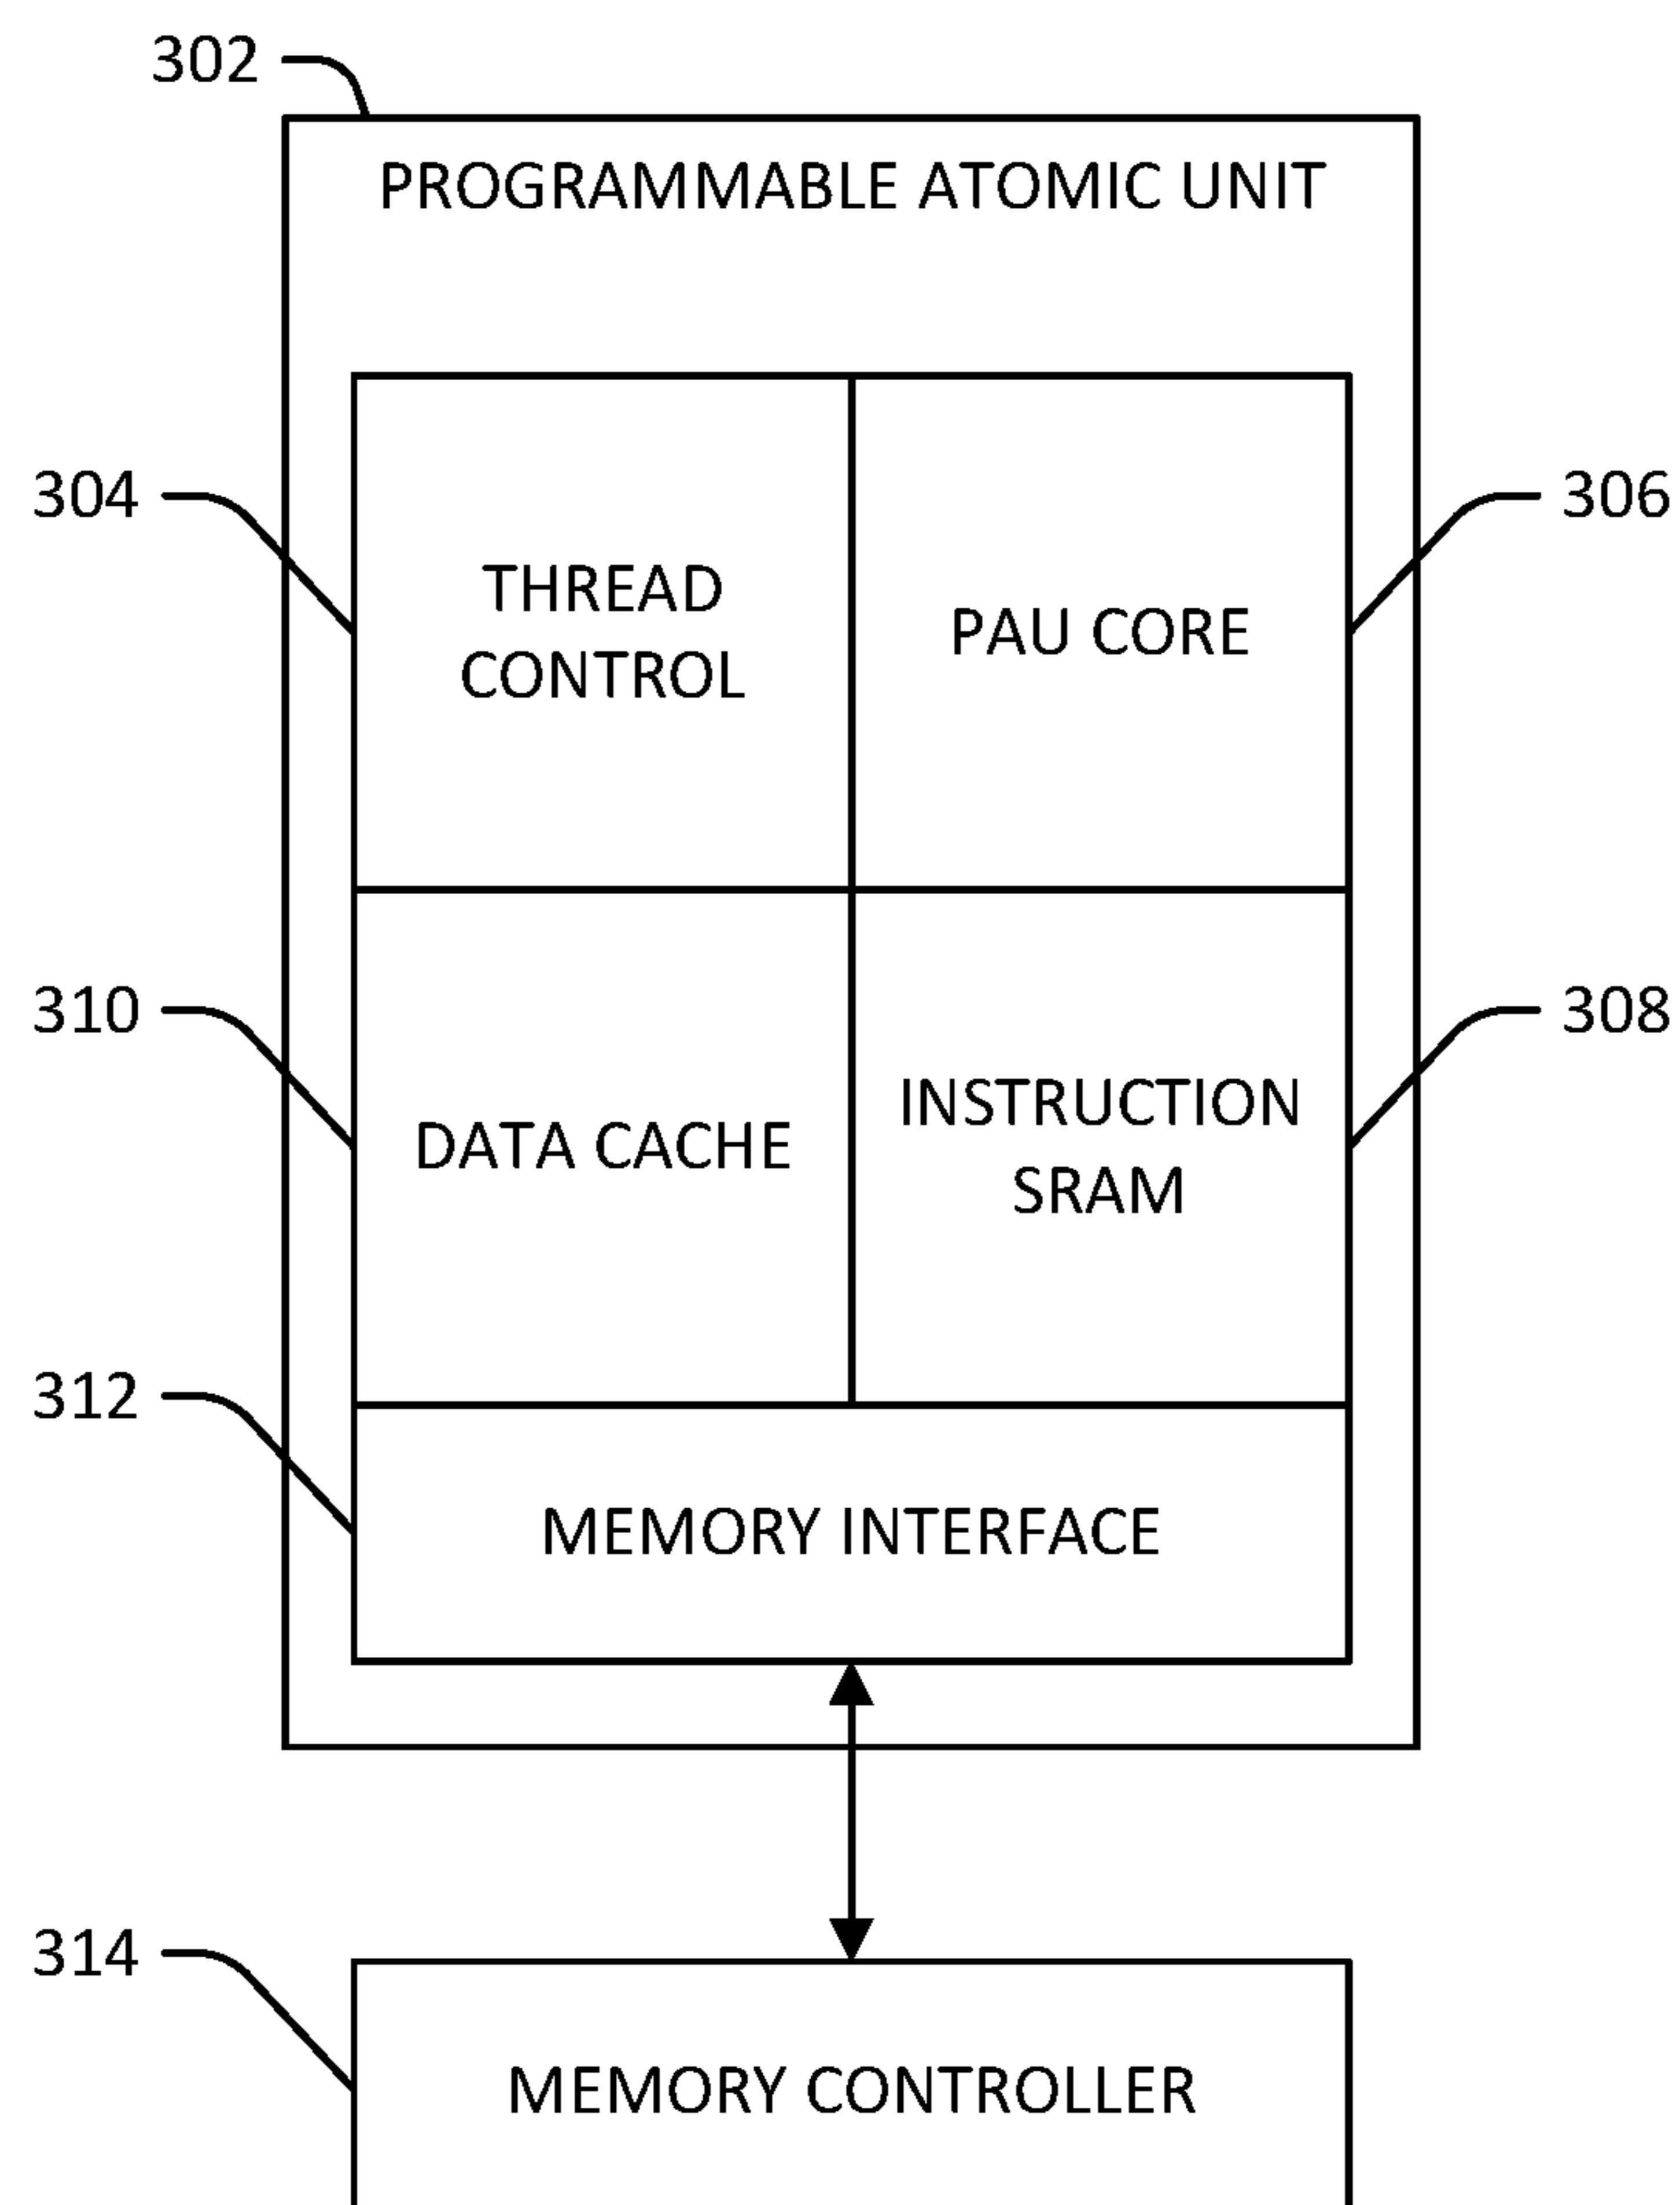 302
PROGRAMMABLE ATOMIC UNIT
304
306
THREAD
CONTROL
PAU CORE
310
308
DATA CACHE
INSTRUCTION
SRAM
312
MEMORY INTERFACE
314
MEMORY CONTROLLER